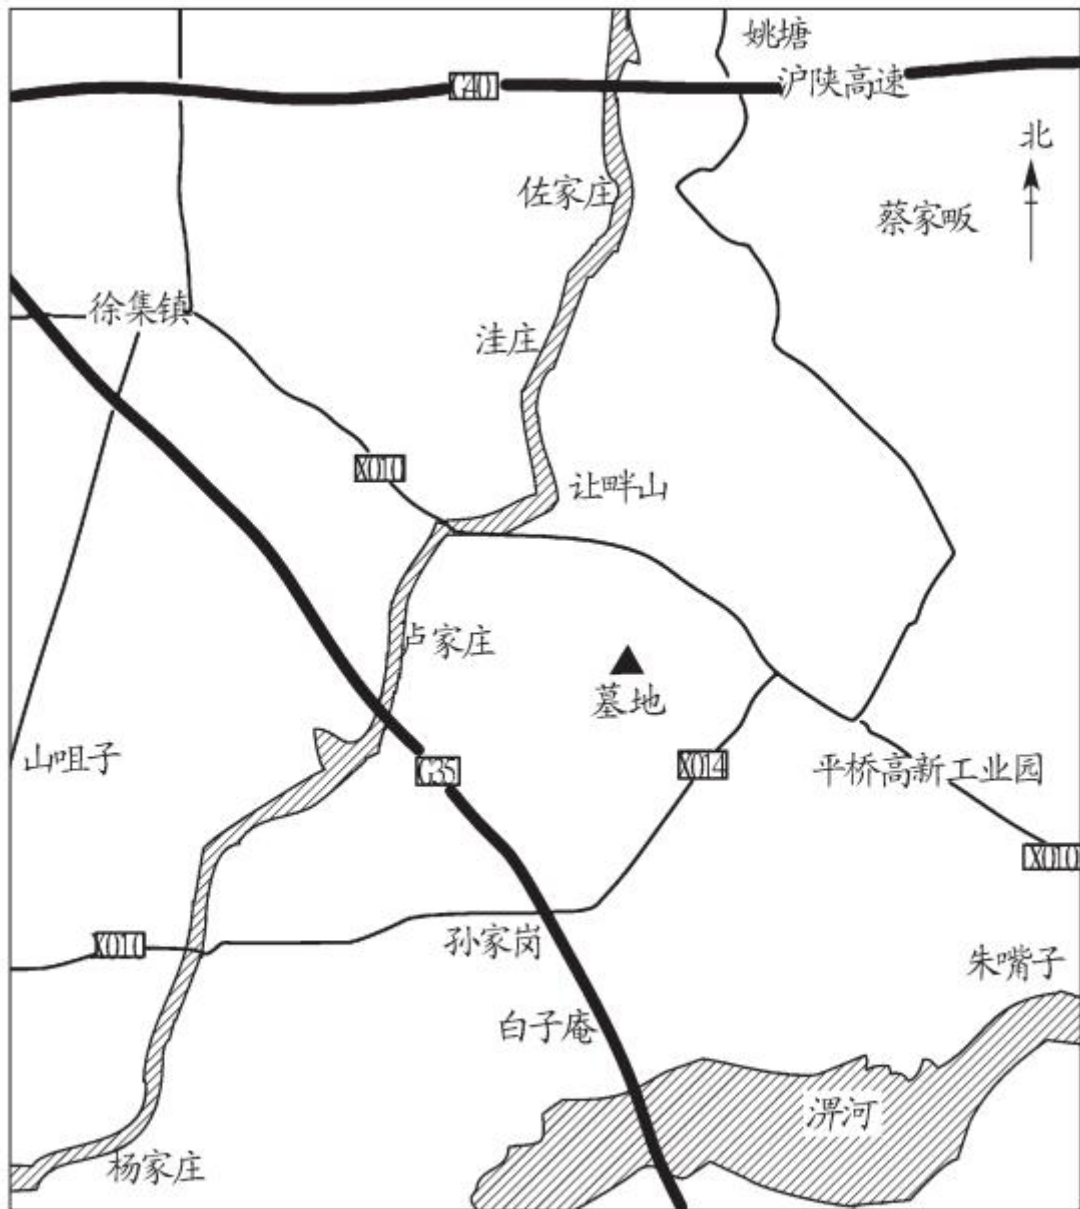 姚塘
G40
沪陕高速
北
佐家庄
蔡家畈
徐集镇
洼庄
X010
让畔山
卢家庄
墓地
山咀子
G35
X014
平桥高新工业园
X010
X010
孙家岗
朱嘴子
白子庵
淠河
杨家庄